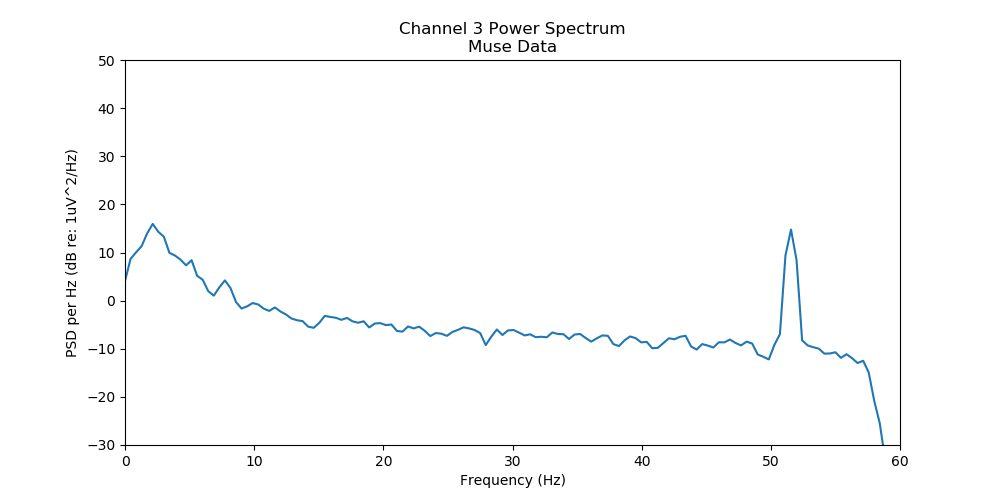 Channel 3 Power Spectrum
Muse Data
PSD per Hz (dB re: 1uV^2/Hz)
50
40
30
20
10
0
−10
−20
−30
0 10 20 30 40 50 60
Frequency (Hz)